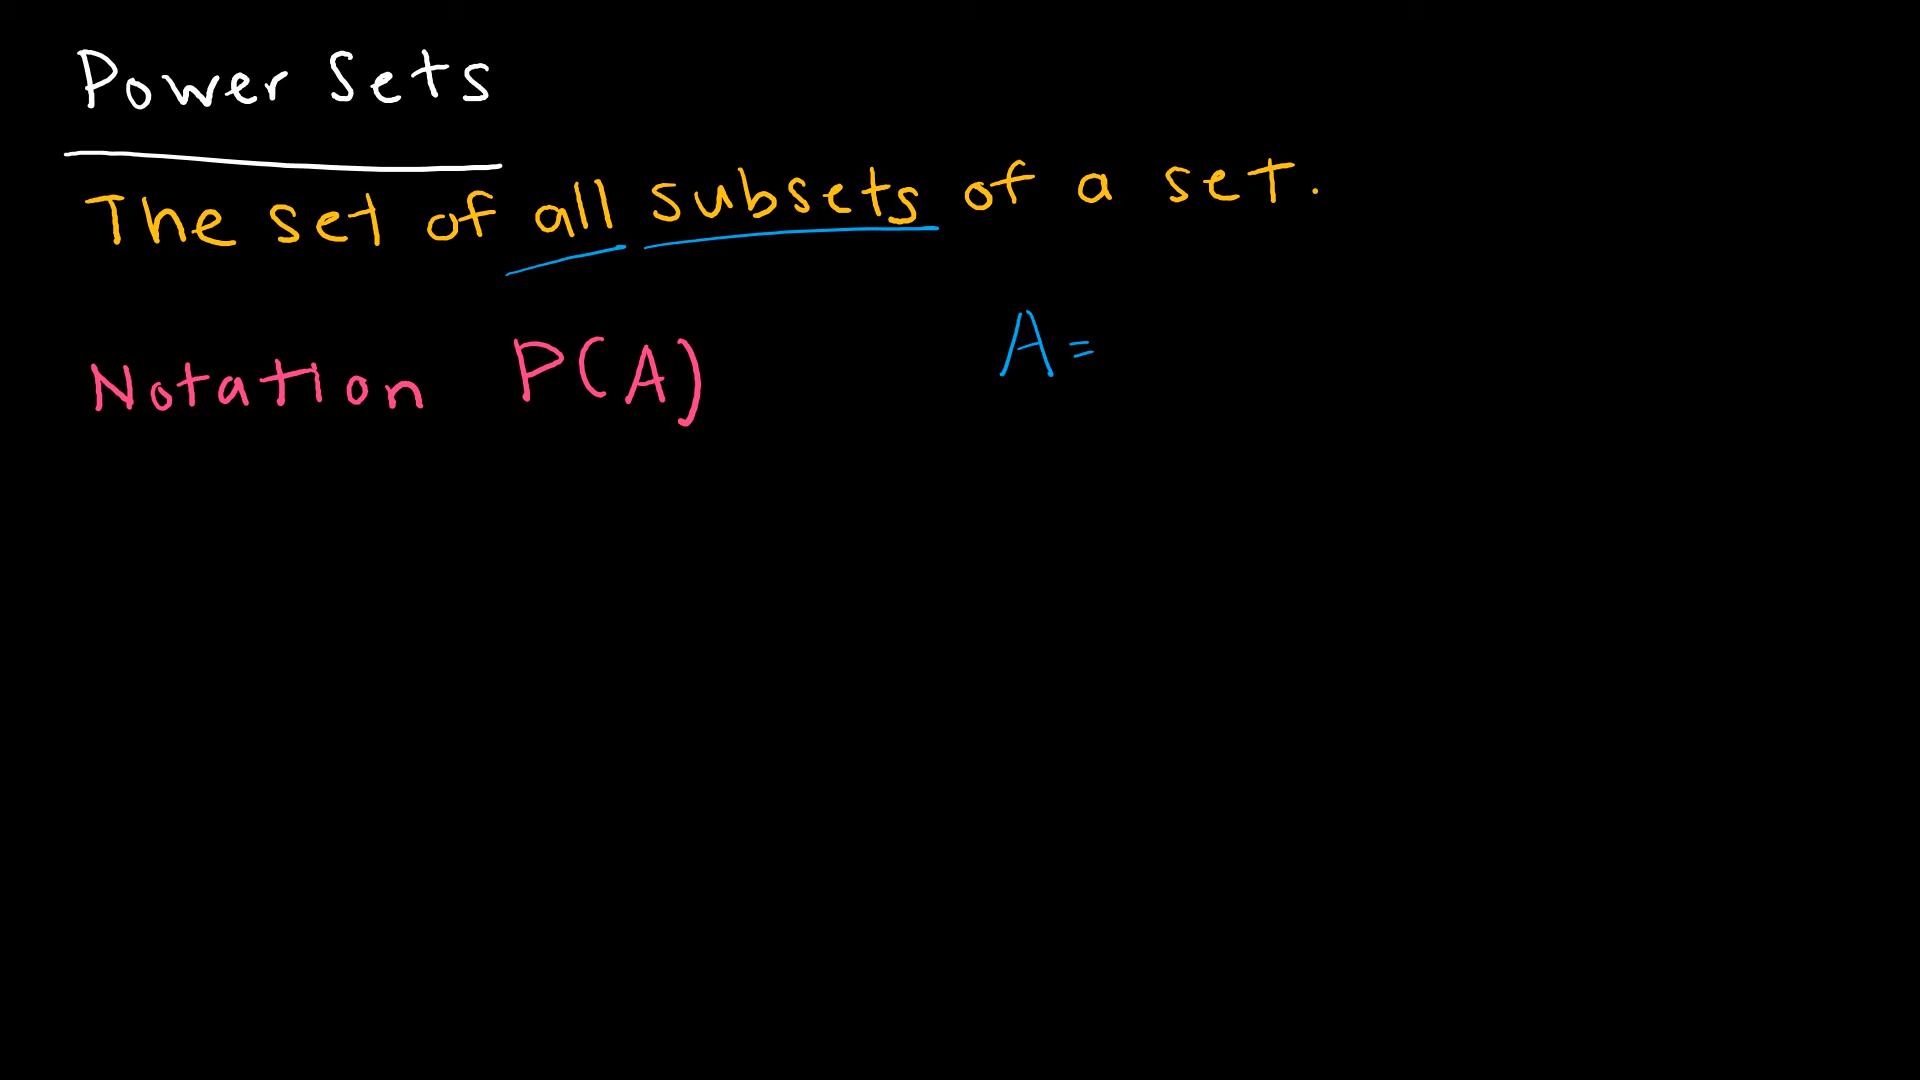 Power Sets
The set of all subsets of a set.
Notation P(A)
A=